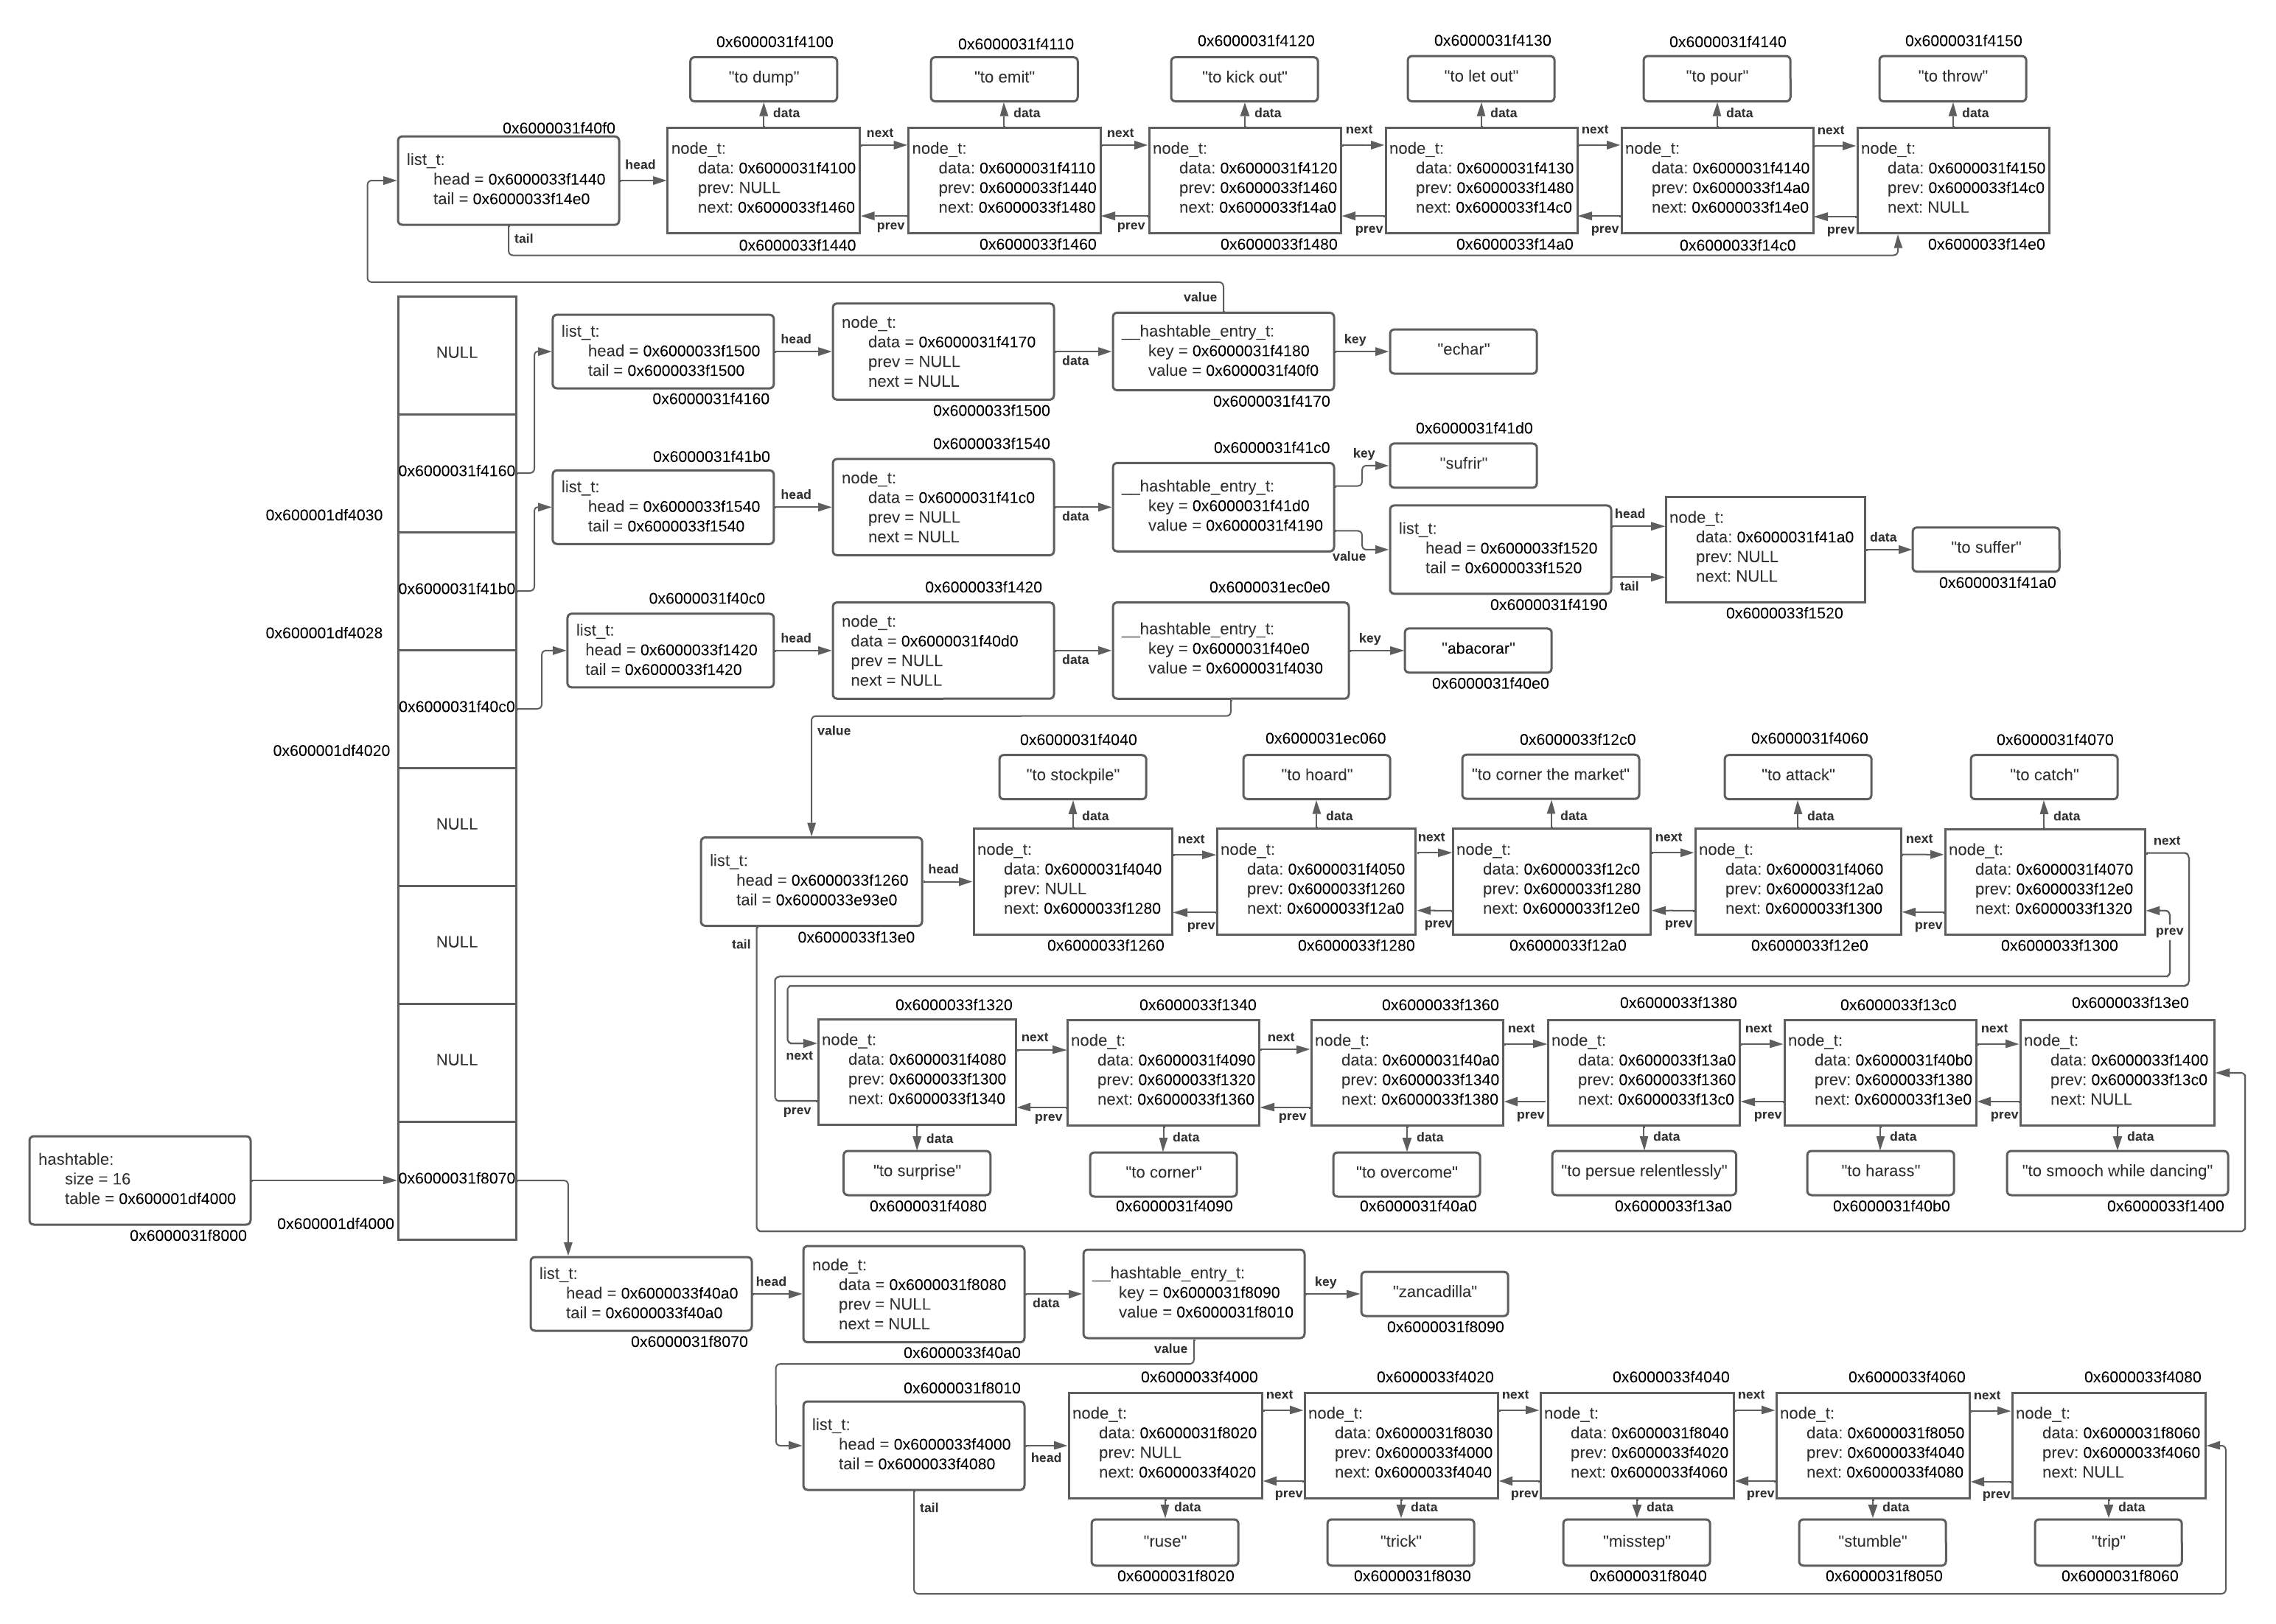 0x6000031f4100
0x6000031f4110
0x6000031f4120
0x6000031f4130
0x6000031f4140
0x6000031f4150
"to dump"
"to emit"
"to kick out"
"to let out"
"to pour"
"to throw"
data
data
data
data
data
data
0x6000031f40f0
list_t:
head = 0x6000033f1440
tail = 0x6000033f14e0
head
tail
node_t:
data: 0x6000031f4100
prev: NULL
next: 0x6000033f1460
0x6000033f1440
next
prev
node_t:
data: 0x6000031f4110
prev: 0x6000033f1440
next: 0x6000033f1480
0x6000033f1460
next
prev
node_t:
data: 0x6000031f4120
prev: 0x6000033f1460
next: 0x6000033f14a0
0x6000033f1480
next
prev
node_t:
data: 0x6000031f4130
prev: 0x6000033f1480
next: 0x6000033f14c0
0x6000033f14a0
next
prev
node_t:
data: 0x6000031f4140
prev: 0x6000033f14a0
next: 0x6000033f14e0
0x6000033f14c0
next
prev
node_t:
data: 0x6000031f4150
prev: 0x6000033f14c0
next: NULL
0x6000033f14e0
value
NULL
list_t:
head = 0x6000033f1500
tail = 0x6000033f1500
0x6000031f4160
head
node_t:
data = 0x6000031f4170
prev = NULL
next = NULL
0x6000033f1500
data
__hashtable_entry_t:
key = 0x6000031f4180
value = 0x6000031f40f0
0x6000031f4170
key
"echar"
0x6000031f4160
0x600001df4030
0x6000031f41b0
list_t:
head = 0x6000033f1540
tail = 0x6000033f1540
head
0x6000033f1540
node_t:
data = 0x6000031f41c0
prev = NULL
next = NULL
data
0x6000031f41c0
__hashtable_entry_t:
key = 0x6000031f41d0
value = 0x6000031f4190
key
0x6000031f41d0
"sufrir"
value
list_t:
head = 0x6000033f1520
tail = 0x6000033f1520
0x6000031f4190
head
tail
node_t:
data: 0x6000031f41a0
prev: NULL
next: NULL
0x6000033f1520
data
"to suffer"
0x6000031f41a0
0x6000031f41b0
0x600001df4028
0x6000031f40c0
list_t:
head = 0x6000033f1420
tail = 0x6000033f1420
head
0x6000033f1420
node_t:
data = 0x6000031f40d0
prev = NULL
next = NULL
data
0x6000031ec0e0
__hashtable_entry_t:
key = 0x6000031f40e0
value = 0x6000031f4030
key
"abacorar"
0x6000031f40e0
0x6000031f40c0
0x600001df4020
value
0x6000031f4040
0x6000031ec060
0x6000033f12c0
0x6000031f4060
0x6000031f4070
"to stockpile"
"to hoard"
"to corner the market"
"to attack"
"to catch"
data
data
data
data
data
NULL
list_t:
head = 0x6000033f1260
tail = 0x6000033e93e0
0x6000033f13e0
head
tail
node_t:
data: 0x6000031f4040
prev: NULL
next: 0x6000033f1280
0x6000033f1260
next
prev
node_t:
data: 0x6000031f4050
prev: 0x6000033f1260
next: 0x6000033f12a0
0x6000033f1280
next
prev
node_t:
data: 0x6000033f12c0
prev: 0x6000033f1280
next: 0x6000033f12e0
0x6000033f12a0
next
prev
node_t:
data: 0x6000031f4060
prev: 0x6000033f12a0
next: 0x6000033f1300
0x6000033f12e0
next
prev
node_t:
data: 0x6000031f4070
prev: 0x6000033f12e0
next: 0x6000033f1320
0x6000033f1300
next
prev
NULL
NULL
0x6000033f1320
0x6000033f1340
0x6000033f1360
0x6000033f1380
0x6000033f13c0
0x6000033f13e0
next
prev
node_t:
data: 0x6000031f4080
prev: 0x6000033f1300
next: 0x6000033f1340
next
prev
node_t:
data: 0x6000031f4090
prev: 0x6000033f1320
next: 0x6000033f1360
next
prev
node_t:
data: 0x6000031f40a0
prev: 0x6000033f1340
next: 0x6000033f1380
next
prev
node_t:
data: 0x6000033f13a0
prev: 0x6000033f1360
next: 0x6000033f13c0
next
prev
node_t:
data: 0x6000031f40b0
prev: 0x6000033f1380
next: 0x6000033f13e0
next
prev
node_t:
data: 0x6000033f1400
prev: 0x6000033f13c0
next: NULL
data
data
data
data
data
data
"to surprise"
"to corner"
"to overcome"
"to persue relentlessly"
"to harass"
"to smooch while dancing"
0x6000031f4080
0x6000031f4090
0x6000031f40a0
0x6000033f13a0
0x6000031f40b0
0x6000033f1400
hashtable:
size = 16
table = 0x600001df4000
0x6000031f8000
0x6000031f8070
0x600001df4000
list_t:
head = 0x6000033f40a0
tail = 0x6000033f40a0
0x6000031f8070
head
node_t:
data = 0x6000031f8080
prev = NULL
next = NULL
0x6000033f40a0
data
__hashtable_entry_t:
key = 0x6000031f8090
value = 0x6000031f8010
key
"zancadilla"
0x6000031f8090
value
0x6000031f8010
list_t:
head = 0x6000033f4000
tail = 0x6000033f4080
head
tail
0x6000033f4000
0x6000033f4020
0x6000033f4040
0x6000033f4060
0x6000033f4080
node_t:
data: 0x6000031f8020
prev: NULL
next: 0x6000033f4020
next
prev
node_t:
data: 0x6000031f8030
prev: 0x6000033f4000
next: 0x6000033f4040
next
prev
node_t:
data: 0x6000031f8040
prev: 0x6000033f4020
next: 0x6000033f4060
next
prev
node_t:
data: 0x6000031f8050
prev: 0x6000033f4040
next: 0x6000033f4080
next
prev
node_t:
data: 0x6000031f8060
prev: 0x6000033f4060
next: NULL
data
data
data
data
data
"ruse"
"trick"
"misstep"
"stumble"
"trip"
0x6000031f8020
0x6000031f8030
0x6000031f8040
0x6000031f8050
0x6000031f8060